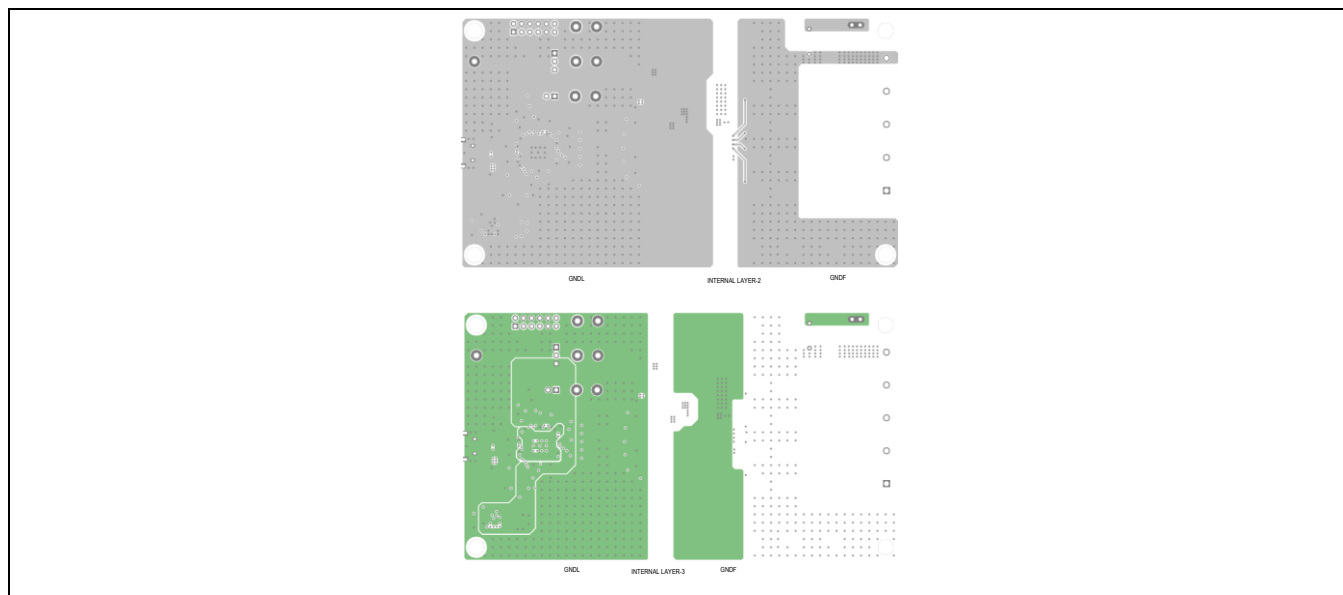 GNDL INTERNAL LAYER-2 GNDF
GNDL INTERNAL LAYER-3 GNDF